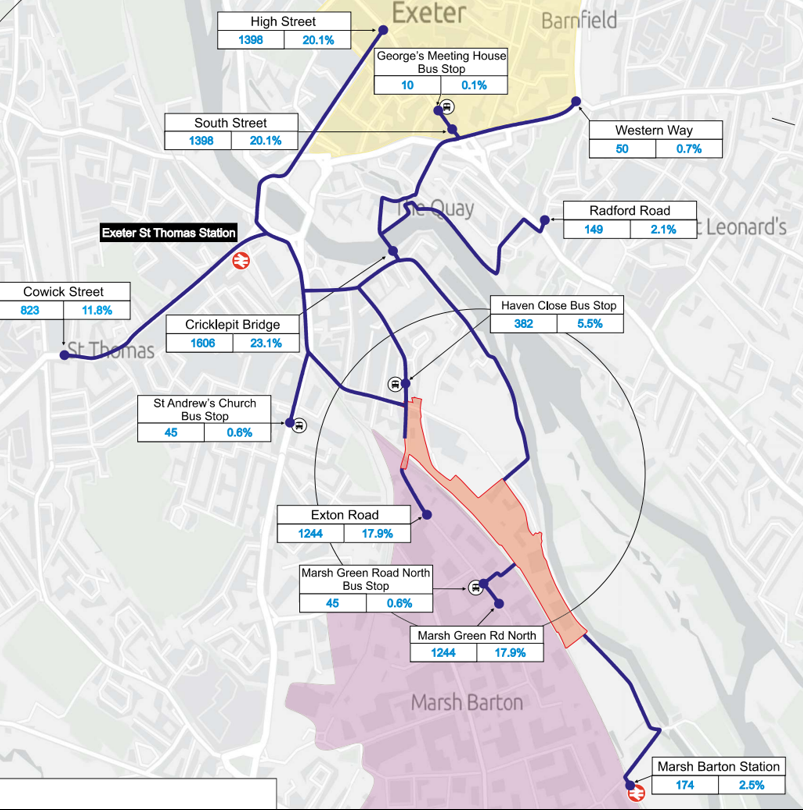 High Street
1398 20.1%
Exeter
Barnfield
George's Meeting House
Bus Stop
10 0.1%
South Street
1398 20.1%
Western Way
50 0.7%
The Quay
Radford Road
149 2.1%
t Leonard's
Exeter St Thomas Station
Cowick Street
823 11.8%
Cricklepit Bridge
1606 23.1%
Haven Close Bus Stop
382 5.5%
St Thomas
St Andrew's Church
Bus Stop
45 0.6%
Exton Road
1244 17.9%
Marsh Green Road North
Bus Stop
45 0.6%
Marsh Green Rd North
1244 17.9%
Marsh Barton
Marsh Barton Station
174 2.5%